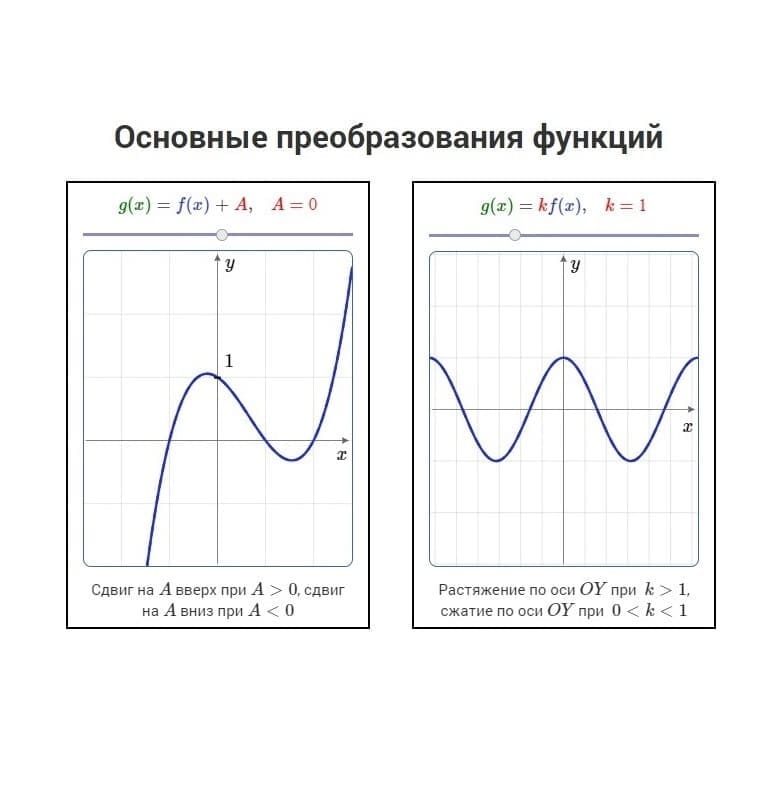 Основные преобразования функций
g(x) = f(x) + A, A = 0
y
1
x
Сдвиг на A вверх при A > 0, сдвиг
на A вниз при A < 0
g(x) = kf(x), k = 1
y
x
Растяжение по оси OY при k > 1,
сжатие по оси OY при 0 < k < 1